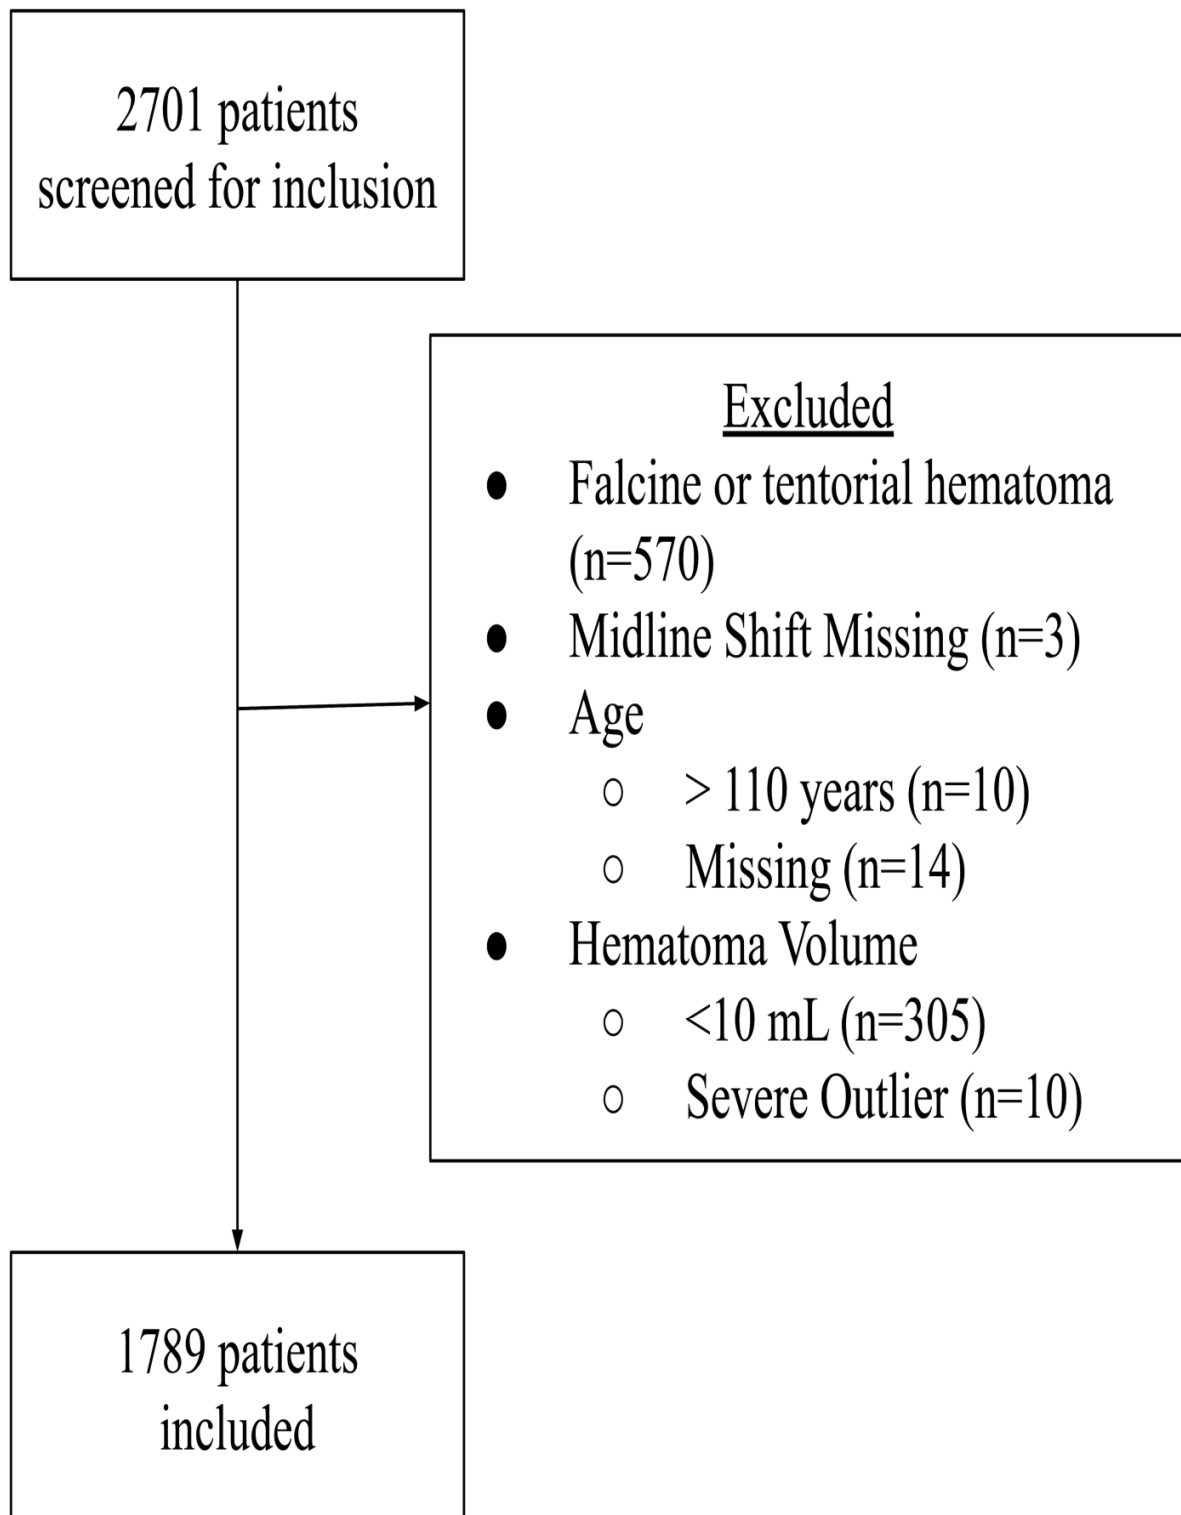 2701 patients
screened for inclusion
Excluded
● Falcine or tentorial hematoma
(n=570)
● Midline Shift Missing (n=3)
● Age
○ > 110 years (n=10)
○ Missing (n=14)
● Hematoma Volume
○ <10 mL (n=305)
○ Severe Outlier (n=10)
1789 patients
included